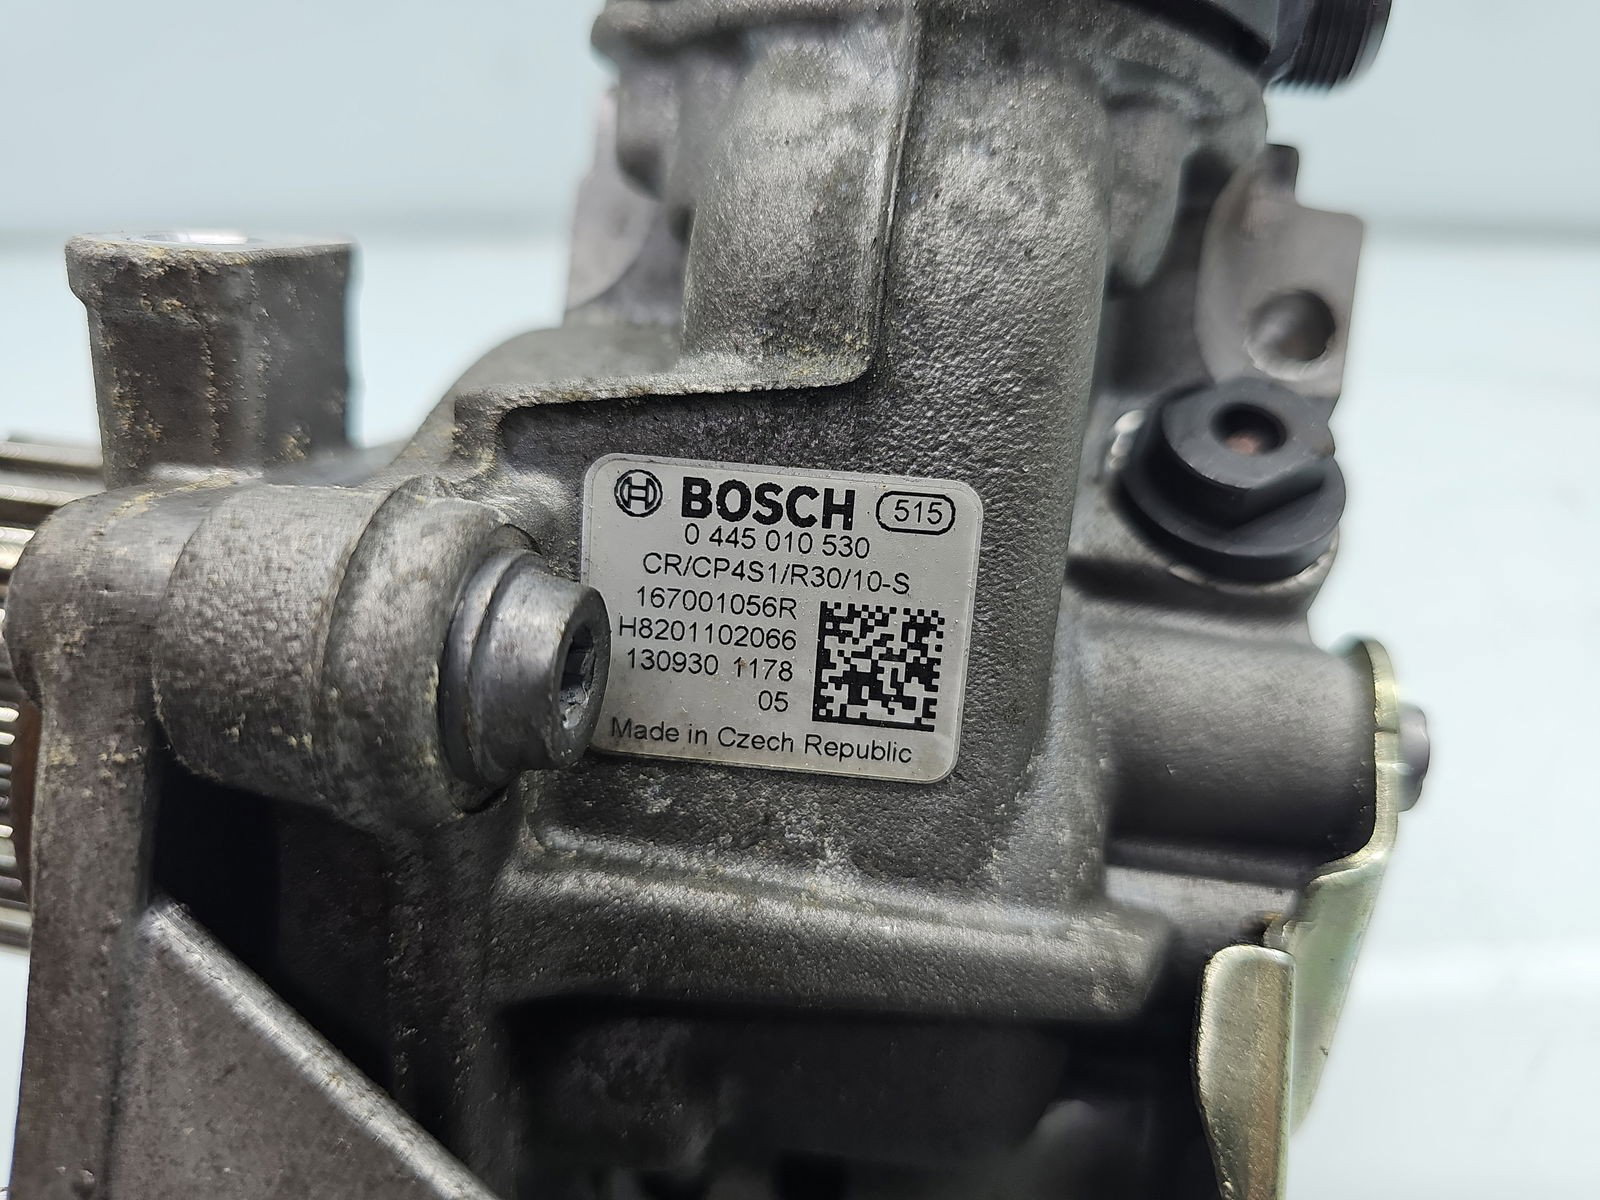 BOSCH 515
0 445 010 530
CR/CP4S1/R30/10-S
167001056R
H8201102066
130930 1178
05
Made in Czech Republic